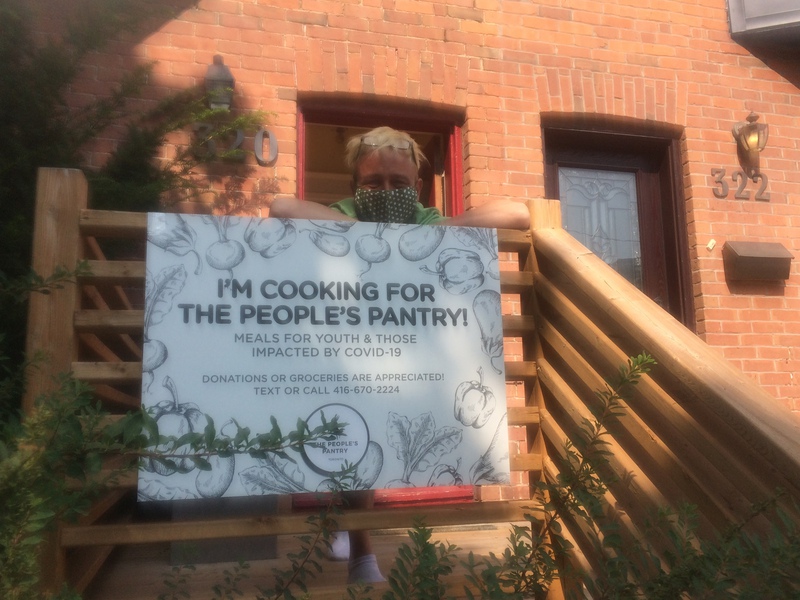 320
322
I'M COOKING FOR
THE PEOPLE'S PANTRY!
MEALS FOR YOUTH & THOSE
IMPACTED BY COVID-19
DONATIONS OR GROCERIES ARE APPRECIATED!
TEXT OR CALL 416-670-2224
THE PEOPLE'S
PANTRY